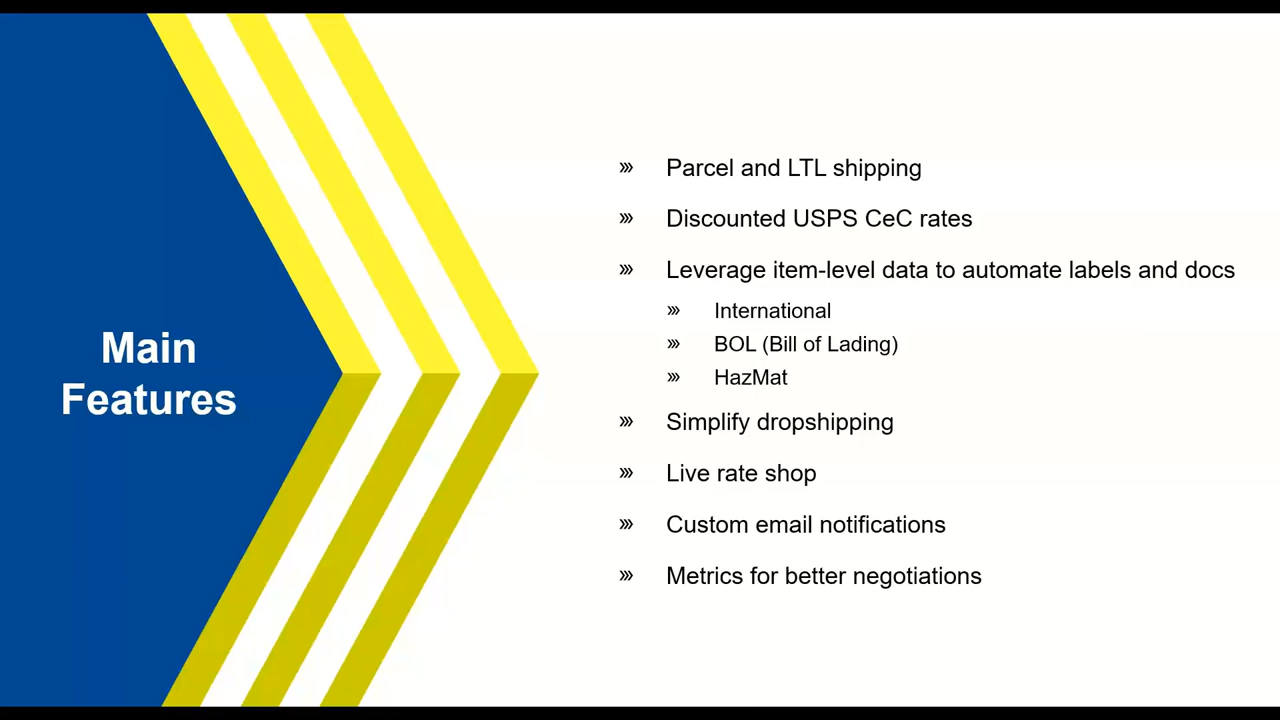 Main
Features
Parcel and LTL shipping
Discounted USPS CeC rates
Leverage item-level data to automate labels and docs
International
BOL (Bill of Lading)
HazMat
Simplify dropshipping
Live rate shop
Custom email notifications
Metrics for better negotiations